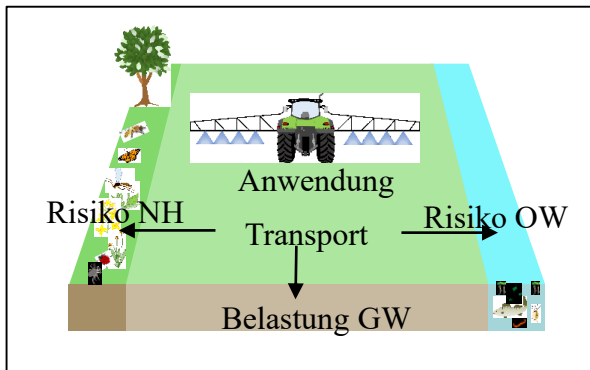 Anwendung
Risiko NH
Transport
Risiko OW
Belastung GW